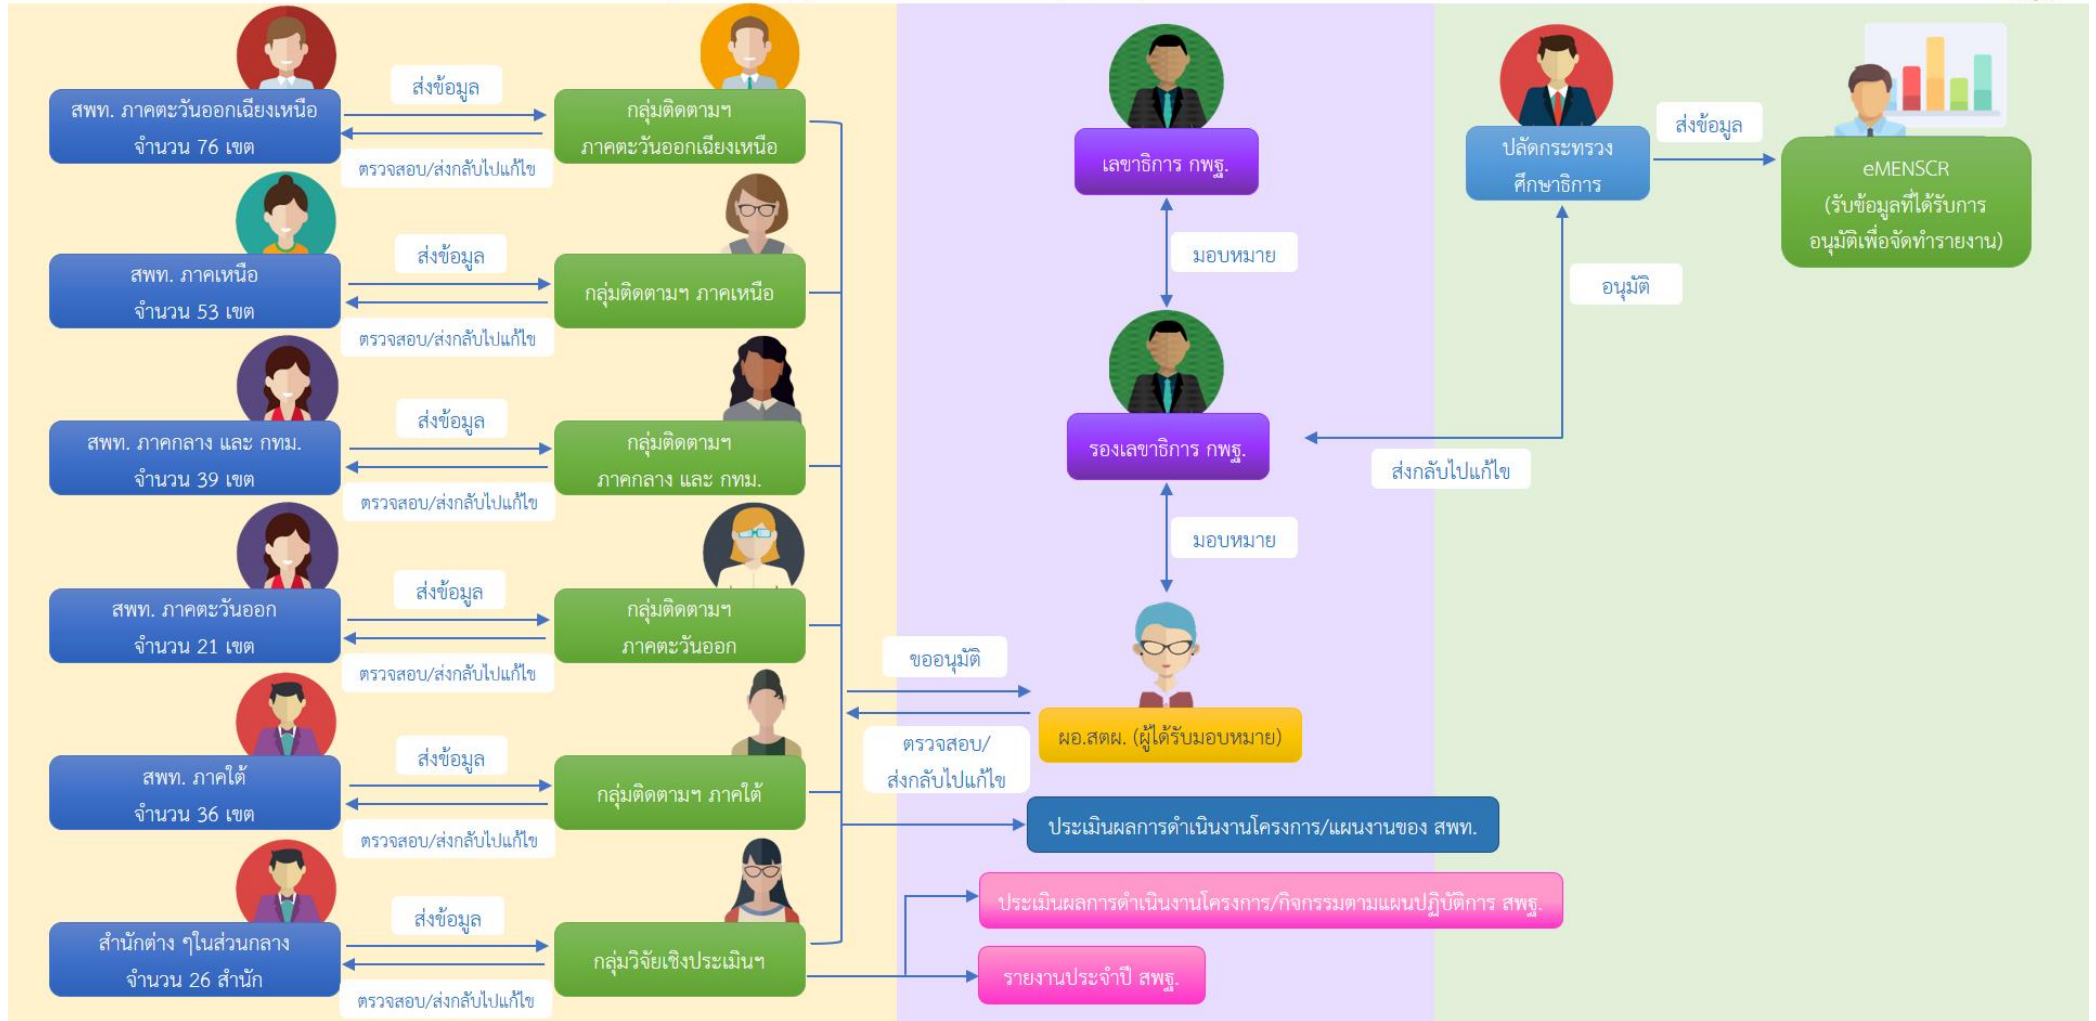 สพท. ภาคตะวันออกเฉียงเหนือ
จำนวน 76 เขต
ส่งข้อมูล
ตรวจสอบ/ส่งกลับไปแก้ไข
กลุ่มติดตามฯ
ภาคตะวันออกเฉียงเหนือ
สพท. ภาคเหนือ
จำนวน 53 เขต
ส่งข้อมูล
ตรวจสอบ/ส่งกลับไปแก้ไข
กลุ่มติดตามฯ ภาคเหนือ
สพท. ภาคกลาง และ กทม.
จำนวน 39 เขต
ส่งข้อมูล
ตรวจสอบ/ส่งกลับไปแก้ไข
กลุ่มติดตามฯ
ภาคกลาง และ กทม.
สพท. ภาคตะวันออก
จำนวน 21 เขต
ส่งข้อมูล
ตรวจสอบ/ส่งกลับไปแก้ไข
กลุ่มติดตามฯ
ภาคตะวันออก
สพท. ภาคใต้
จำนวน 36 เขต
ส่งข้อมูล
ตรวจสอบ/ส่งกลับไปแก้ไข
กลุ่มติดตามฯ ภาคใต้
สำนักต่าง ๆในส่วนกลาง
จำนวน 26 สำนัก
ส่งข้อมูล
ตรวจสอบ/ส่งกลับไปแก้ไข
กลุ่มวิจัยเชิงประเมินฯ
เลขาธิการ กพฐ.
มอบหมาย
รองเลขาธิการ กพฐ.
มอบหมาย
ขออนุมัติ
ตรวจสอบ/
ส่งกลับไปแก้ไข
ผอ.สตผ. (ผู้ได้รับมอบหมาย)
ประเมินผลการดำเนินงานโครงการ/แผนงานของ สพท.
ประเมินผลการดำเนินงานโครงการ/กิจกรรมตามแผนปฏิบัติการ สพฐ.
รายงานประจำปี สพฐ.
ปลัดกระทรวง
ศึกษาธิการ
ส่งข้อมูล
eMENSCR
(รับข้อมูลที่ได้รับการ
อนุมัติเพื่อจัดทำรายงาน)
อนุมัติ
ส่งกลับไปแก้ไข